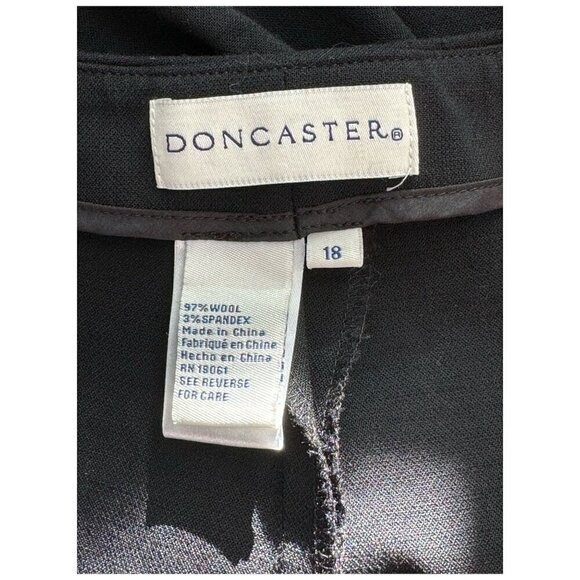 DONCASTER®
18
97% WOOL
3% SPANDEX
Made in China
Fabriqué en Chine
Hecho en China
RN 19061
SEE REVERSE
FOR CARE